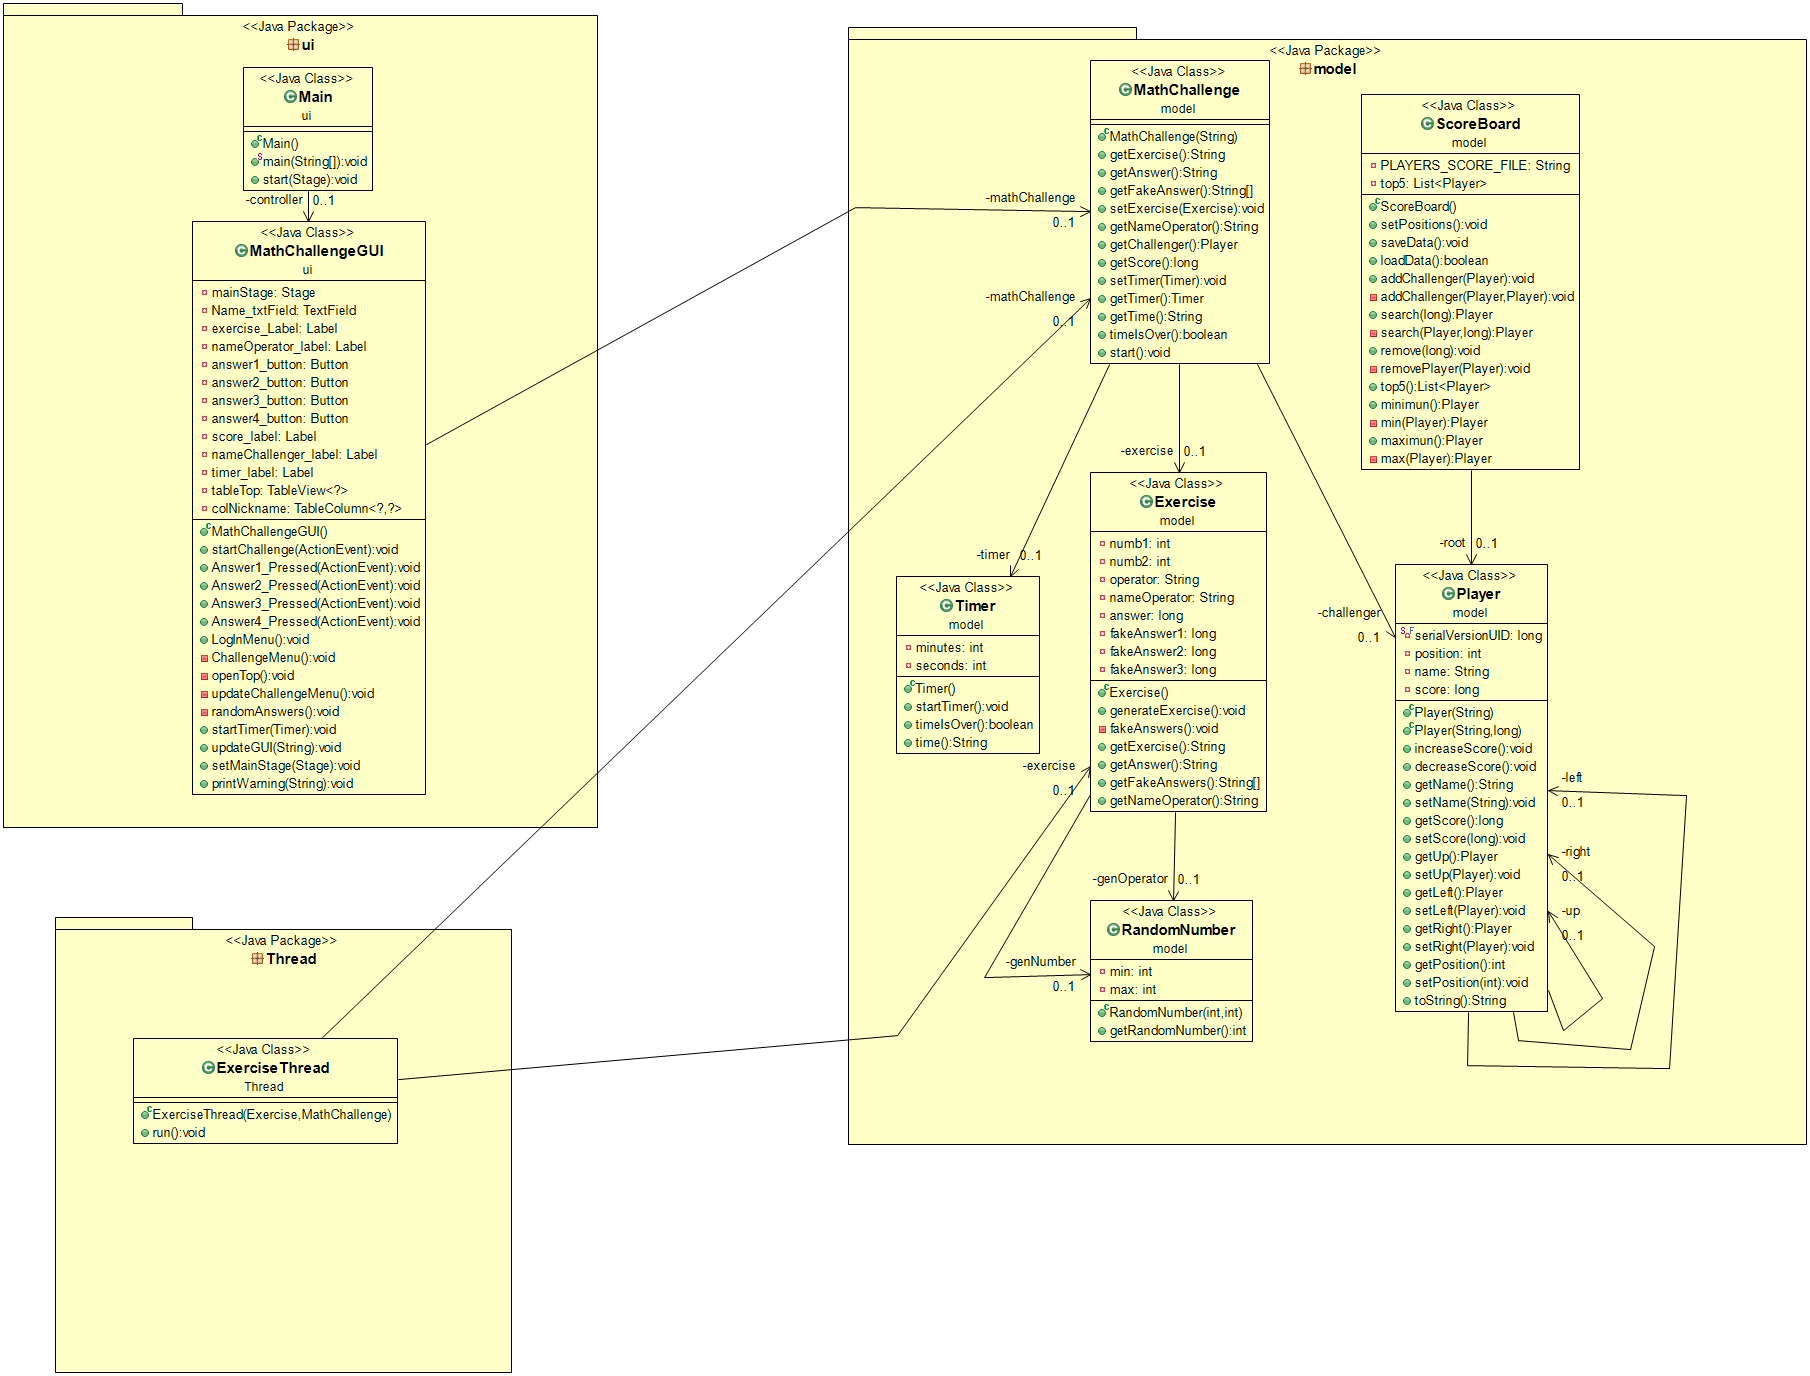 <<Java Package>>
ui
<<Java Class>>
Main
ui
Main()
main(String[]):void
start(Stage):void
-controller
0..1
<<Java Class>>
MathChallengeGUI
ui
mainStage: Stage
Name_txtField: TextField
exercise_Label: Label
nameOperator_label: Label
answer1_button: Button
answer2_button: Button
answer3_button: Button
answer4_button: Button
score_label: Label
nameChallenger_label: Label
timer_label: Label
tableTop: TableView<?>
colNickname: TableColumn<?,?>
MathChallengeGUI()
startChallenge(ActionEvent):void
Answer1_Pressed(ActionEvent):void
Answer2_Pressed(ActionEvent):void
Answer3_Pressed(ActionEvent):void
Answer4_Pressed(ActionEvent):void
LogInMenu():void
ChallengeMenu():void
openTop():void
updateChallengeMenu():void
randomAnswers():void
startTimer(Timer):void
updateGUI(String):void
setMainStage(Stage):void
printWarning(String):void
<<Java Package>>
Thread
<<Java Class>>
ExerciseThread
Thread
ExerciseThread(Exercise,MathChallenge)
run():void
<<Java Package>>
model
<<Java Class>>
MathChallenge
model
MathChallenge(String)
getExercise():String
getAnswer():String
getFakeAnswer():String[]
setExercise(Exercise):void
getNameOperator():String
getChallenger():Player
getScore():long
setTimer(Timer):void
getTimer():Timer
getTime():String
timeIsOver():boolean
start():void
-mathChallenge
0..1
-mathChallenge
0..1
<<Java Class>>
ScoreBoard
model
PLAYERS_SCORE_FILE: String
top5: List<Player>
ScoreBoard()
setPositions():void
saveData():void
loadData():boolean
addChallenger(Player):void
addChallenger(Player,Player):void
search(long):Player
search(Player,long):Player
remove(long):void
removePlayer(Player):void
top5():List<Player>
minimun():Player
min(Player):Player
maximun():Player
max(Player):Player
-exercise
0..1
-timer
0..1
-root
0..1
-challenger
0..1
<<Java Class>>
Exercise
model
numb1: int
numb2: int
operator: String
nameOperator: String
answer: long
fakeAnswer1: long
fakeAnswer2: long
fakeAnswer3: long
Exercise()
generateExercise():void
fakeAnswers():void
getExercise():String
getAnswer():String
getFakeAnswers():String[]
getNameOperator():String
<<Java Class>>
Timer
model
minutes: int
seconds: int
Timer()
startTimer():void
timeIsOver():boolean
time():String
-exercise
0..1
<<Java Class>>
Player
model
serialVersionUID: long
position: int
name: String
score: long
Player(String)
Player(String,long)
increaseScore():void
decreaseScore():void
getName():String
setName(String):void
getScore():long
setScore(long):void
getUp():Player
setUp(Player):void
getLeft():Player
setLeft(Player):void
getRight():Player
setRight(Player):void
getPosition():int
setPosition(int):void
toString():String
-left
0..1
-right
0..1
-up
0..1
-genOperator
0..1
-genNumber
0..1
<<Java Class>>
RandomNumber
model
min: int
max: int
RandomNumber(int,int)
getRandomNumber():int